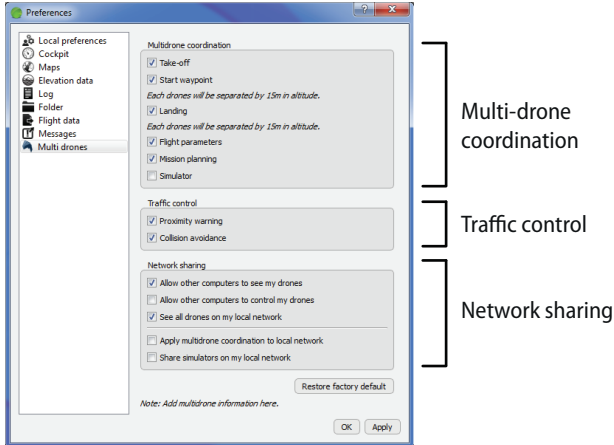 Preferences
Local preferences
Cockpit
Maps
Elevation data
Log
Folder
Flight data
Messages
Multi drones
Multidrone coordination
Take-off
Start waypoint
Each drones will be separated by 15m in altitude.
Landing
Each drones will be separated by 15m in altitude.
Flight parameters
Mission planning
Simulator
Traffic control
Proximity warning
Collision avoidance
Network sharing
Allow other computers to see my drones
Allow other computers to control my drones
See all drones on my local network
Apply multidrone coordination to local network
Share simulators on my local network
Restore factory default
Note: Add multidrone information here.
OK
Apply
Multi-drone
coordination
Traffic control
Network sharing